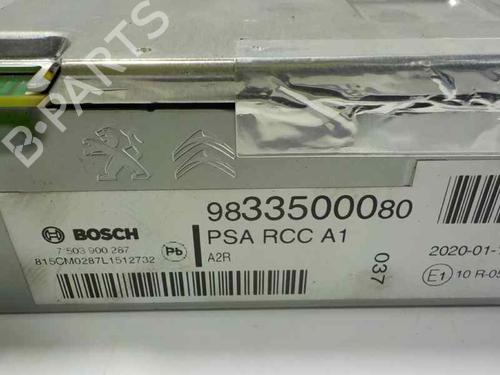 B-PARTS
BOSCH
7 503 900 287
815CM0287L1512732
Pb
9833500080
PSA RCC A1
A2R
037
2020-01-
E1 10 R-05